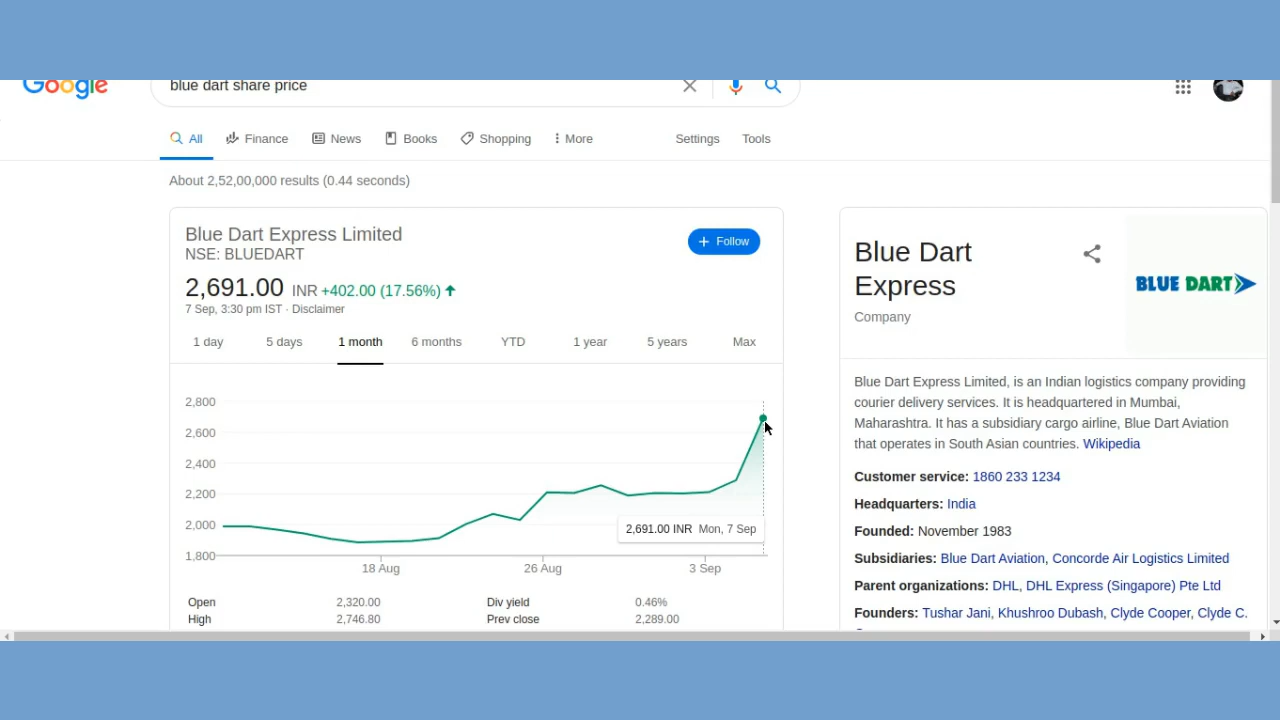 Google
blue dart share price
All Finance News Books Shopping More Settings Tools
About 2,52,00,000 results (0.44 seconds)
Blue Dart Express Limited
NSE: BLUEDART
+ Follow
2,691.00 INR +402.00 (17.56%)
7 Sep, 3:30 pm IST · Disclaimer
1 day 5 days 1 month 6 months YTD 1 year 5 years Max
2,800
2,600
2,400
2,200
2,000
1,800
2,691.00 INR Mon, 7 Sep
18 Aug 26 Aug 3 Sep
Open 2,320.00 Div yield 0.46%
High 2,746.80 Prev close 2,289.00
Blue Dart
Express
Company
BLUE DART
Blue Dart Express Limited, is an Indian logistics company providing
courier delivery services. It is headquartered in Mumbai,
Maharashtra. It has a subsidiary cargo airline, Blue Dart Aviation
that operates in South Asian countries. Wikipedia
Customer service: 1860 233 1234
Headquarters: India
Founded: November 1983
Subsidiaries: Blue Dart Aviation, Concorde Air Logistics Limited
Parent organizations: DHL, DHL Express (Singapore) Pte Ltd
Founders: Tushar Jani, Khushroo Dubash, Clyde Cooper, Clyde C.